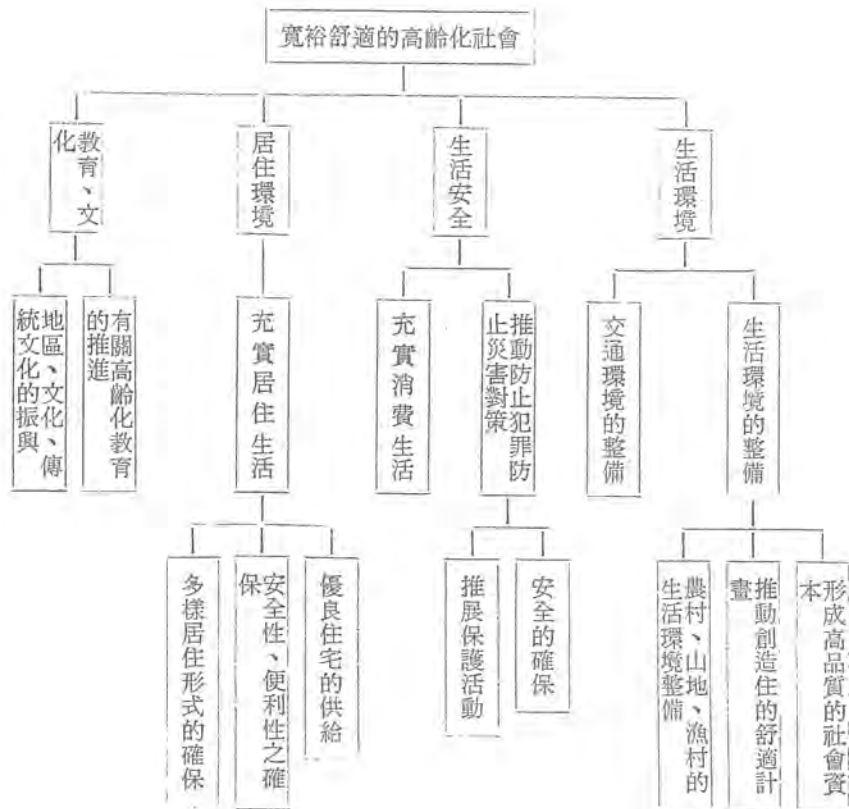 寬裕舒適的高齡化社會
生活環境
生活安全
居住環境
教育、文
化
生活環境的整備
交通環境的整備
推動防止犯罪防
止災害對策
充實消費生活
充實居住生活
有關高齡化教育
的推進
地區、文化、傳
統文化的振興
形成高品質的社會資
本
推動創造住的舒適計
畫
農村、山地、漁村的
生活環境整備
安全的確保
推展保護活動
優良住宅的供給
安全性、便利性之確
保
多樣居住形式的確保